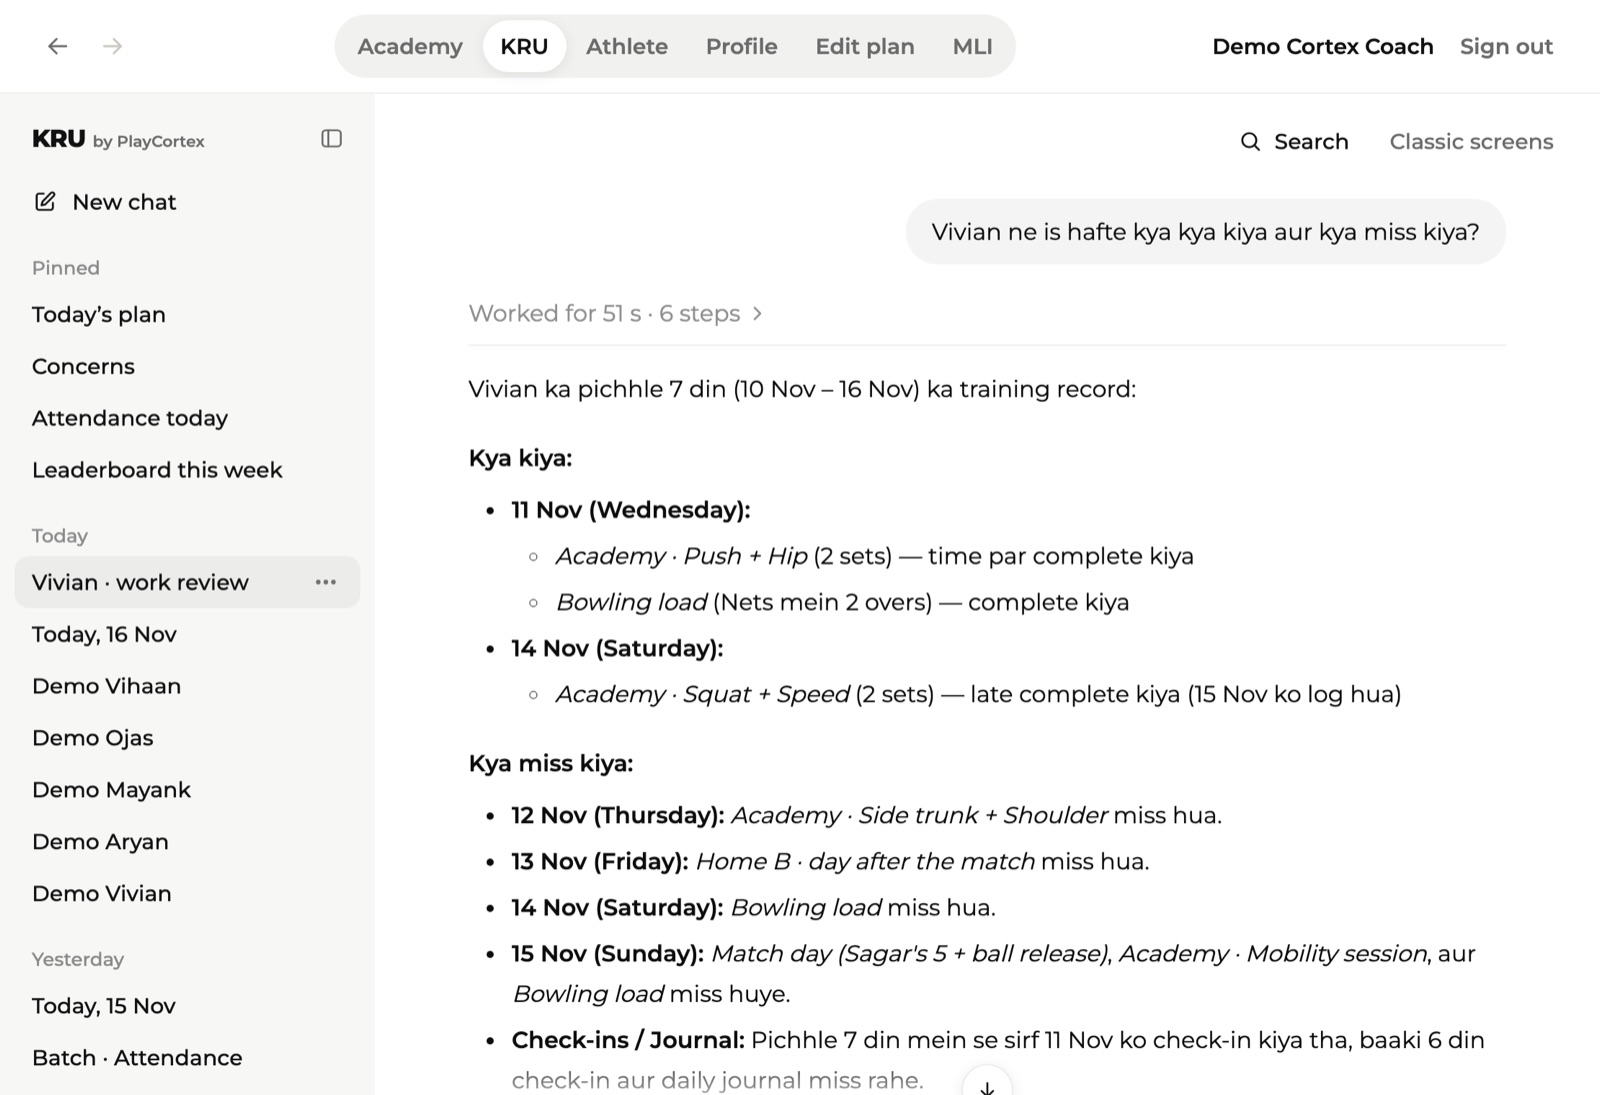 Academy KRU Athlete Profile Edit plan MLI
Demo Cortex Coach Sign out
KRU by PlayCortex
New chat
Pinned
Today’s plan
Concerns
Attendance today
Leaderboard this week
Today
Vivian · work review
Today, 16 Nov
Demo Vihaan
Demo Ojas
Demo Mayank
Demo Aryan
Demo Vivian
Yesterday
Today, 15 Nov
Batch · Attendance
Search Classic screens
Vivian ne is hafte kya kya kiya aur kya miss kiya?
Worked for 51 s · 6 steps
Vivian ka pichhle 7 din (10 Nov – 16 Nov) ka training record:
Kya kiya:
11 Nov (Wednesday):
Academy · Push + Hip (2 sets) — time par complete kiya
Bowling load (Nets mein 2 overs) — complete kiya
14 Nov (Saturday):
Academy · Squat + Speed (2 sets) — late complete kiya (15 Nov ko log hua)
Kya miss kiya:
12 Nov (Thursday): Academy · Side trunk + Shoulder miss hua.
13 Nov (Friday): Home B · day after the match miss hua.
14 Nov (Saturday): Bowling load miss hua.
15 Nov (Sunday): Match day (Sagar's 5 + ball release), Academy · Mobility session, aur
Bowling load miss huye.
Check-ins / Journal: Pichhle 7 din mein se sirf 11 Nov ko check-in kiya tha, baaki 6 din
check-in aur daily journal miss rahe.